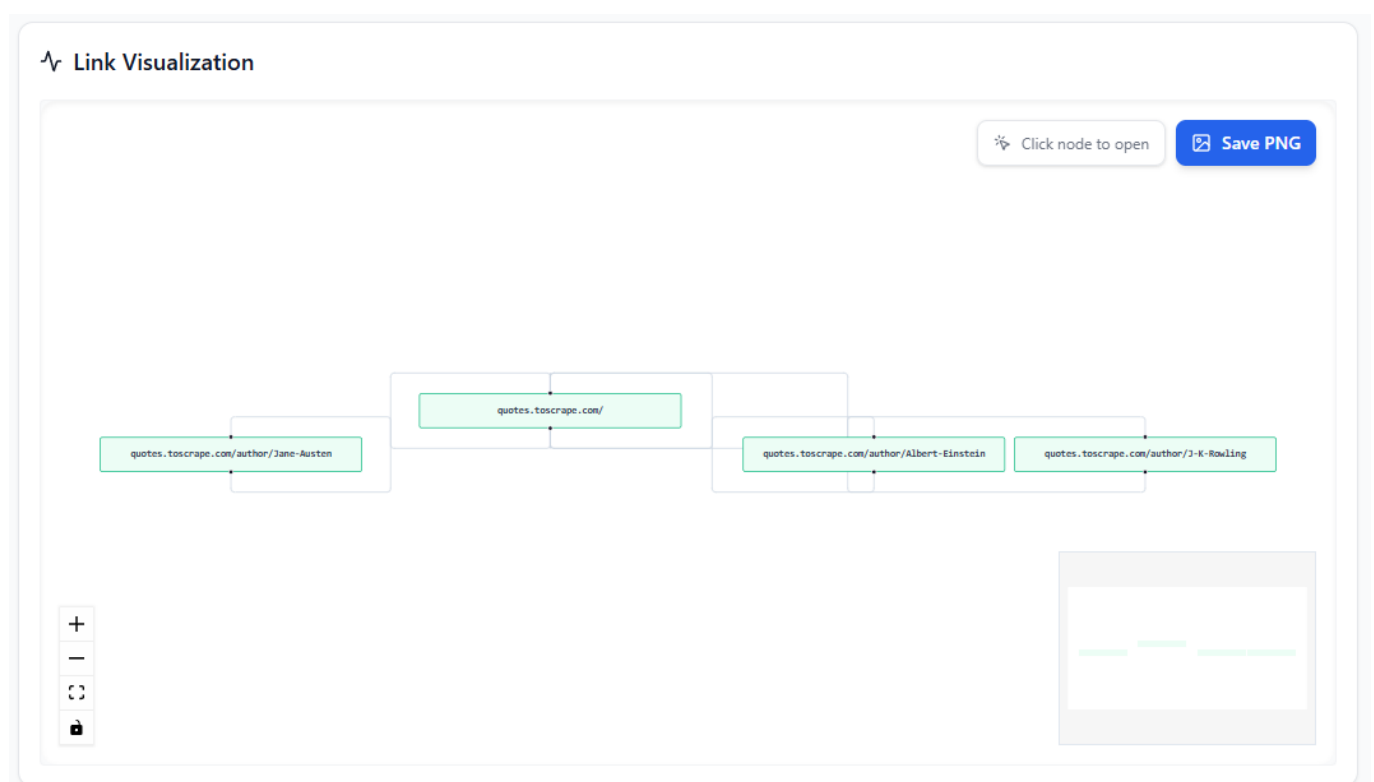 Link Visualization
Click node to open
Save PNG
quotes.toscrape.com/
quotes.toscrape.com/author/Jane-Austen
quotes.toscrape.com/author/Albert-Einstein
quotes.toscrape.com/author/J-K-Rowling